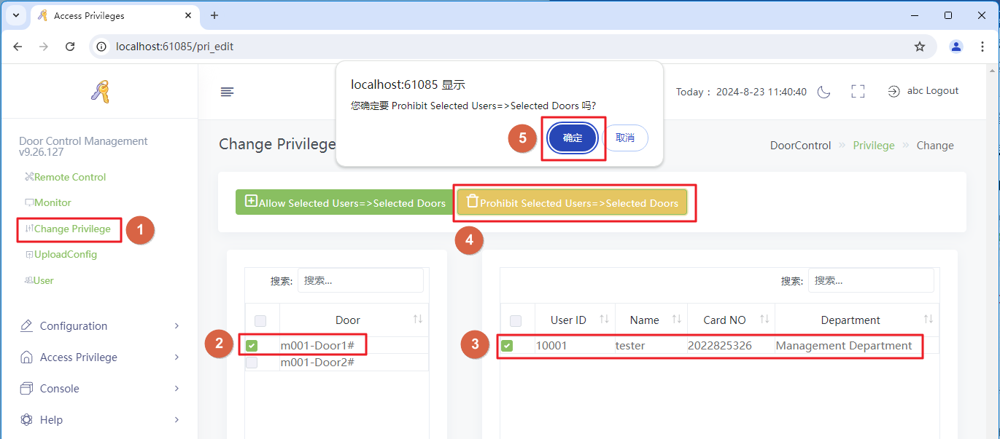 Access Privileges
localhost:61085/pri_edit
localhost:61085 显示
您确定要 Prohibit Selected Users=>Selected Doors 吗?
5
确定
取消
Today : 2024-8-23 11:40:40
abc Logout
Door Control Management
v9.26.127
Remote Control
Monitor
Change Privilege
1
UploadConfig
User
Configuration
Access Privilege
Console
Help
Change Privilege
DoorControl » Privilege » Change
Allow Selected Users=>Selected Doors
Prohibit Selected Users=>Selected Doors
4
搜索: 搜索...
Door
2
m001-Door1#
m001-Door2#
搜索: 搜索...
User ID Name Card NO Department
3
10001 tester 2022825326 Management Department